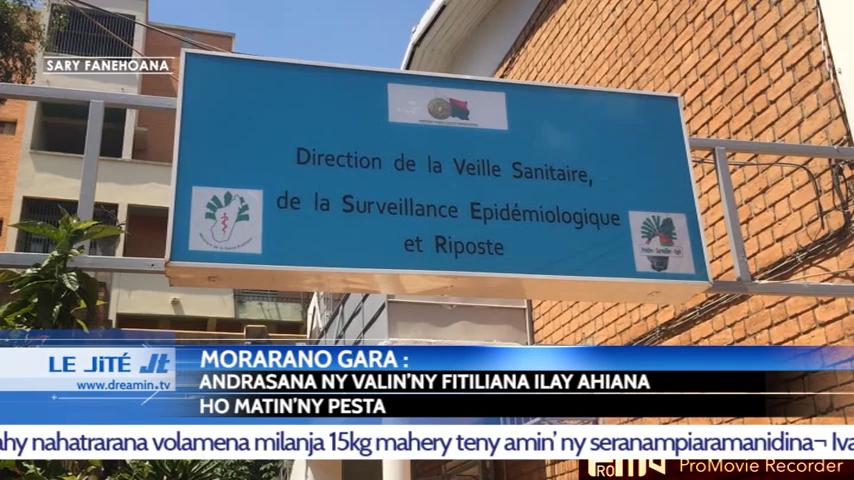 SARY FANEHOANA
Direction de la Veille Sanitaire,
de la Surveillance Epidémiologique
et Riposte
LE JiTÉ Jt
www.dreamin.tv
MORARANO GARA :
ANDRASANA NY VALIN'NY FITILIANA ILAY AHIANA
HO MATIN'NY PESTA
ahy nahatrarana volamena milanja 15kg mahery teny amin' ny seranampiaramanidina¬ Iva
ProMovie Recorder